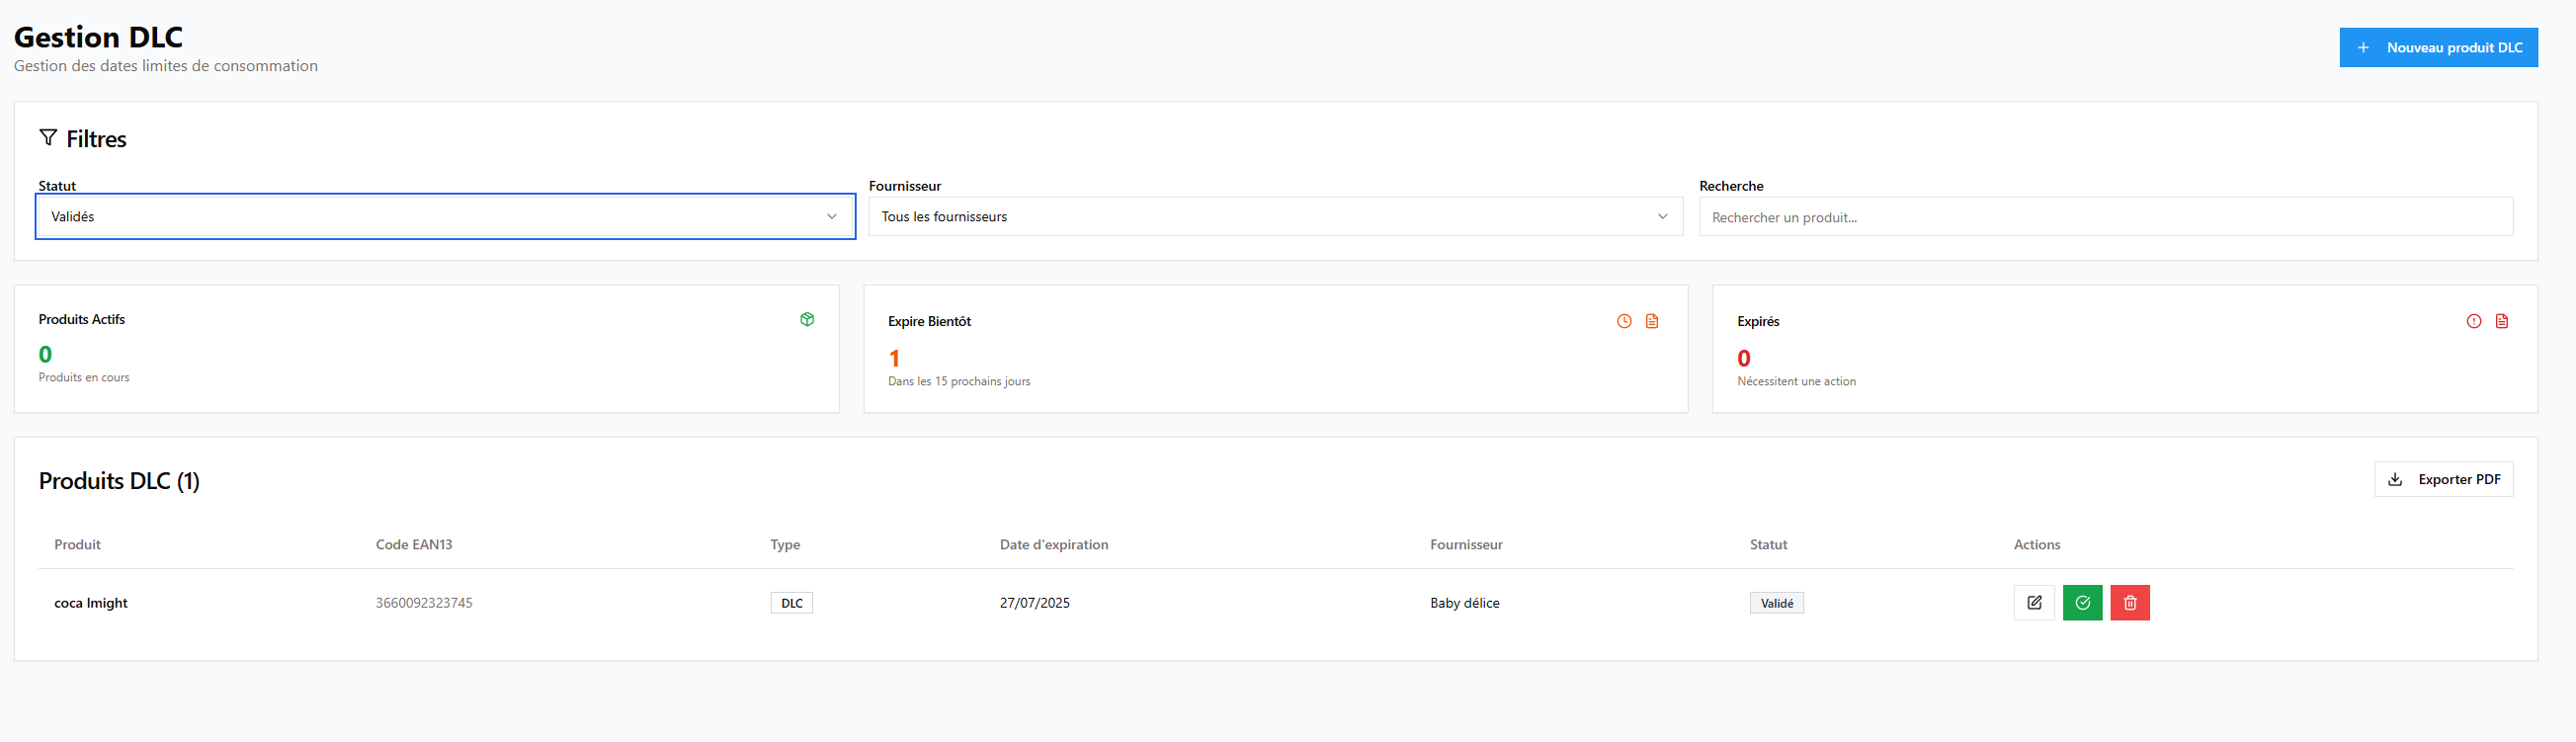 Gestion DLC
Gestion des dates limites de consommation
Nouveau produit DLC
Filtres
Statut
Validés
Fournisseur
Tous les fournisseurs
Recherche
Rechercher un produit...
Produits Actifs
0
Produits en cours
Expire Bientôt
1
Dans les 15 prochains jours
Expirés
0
Nécessitent une action
Produits DLC (1)
Exporter PDF
Produit Code EAN13 Type Date d'expiration Fournisseur Statut Actions
coca lmight 3660092323745 DLC 27/07/2025 Baby délice Validé